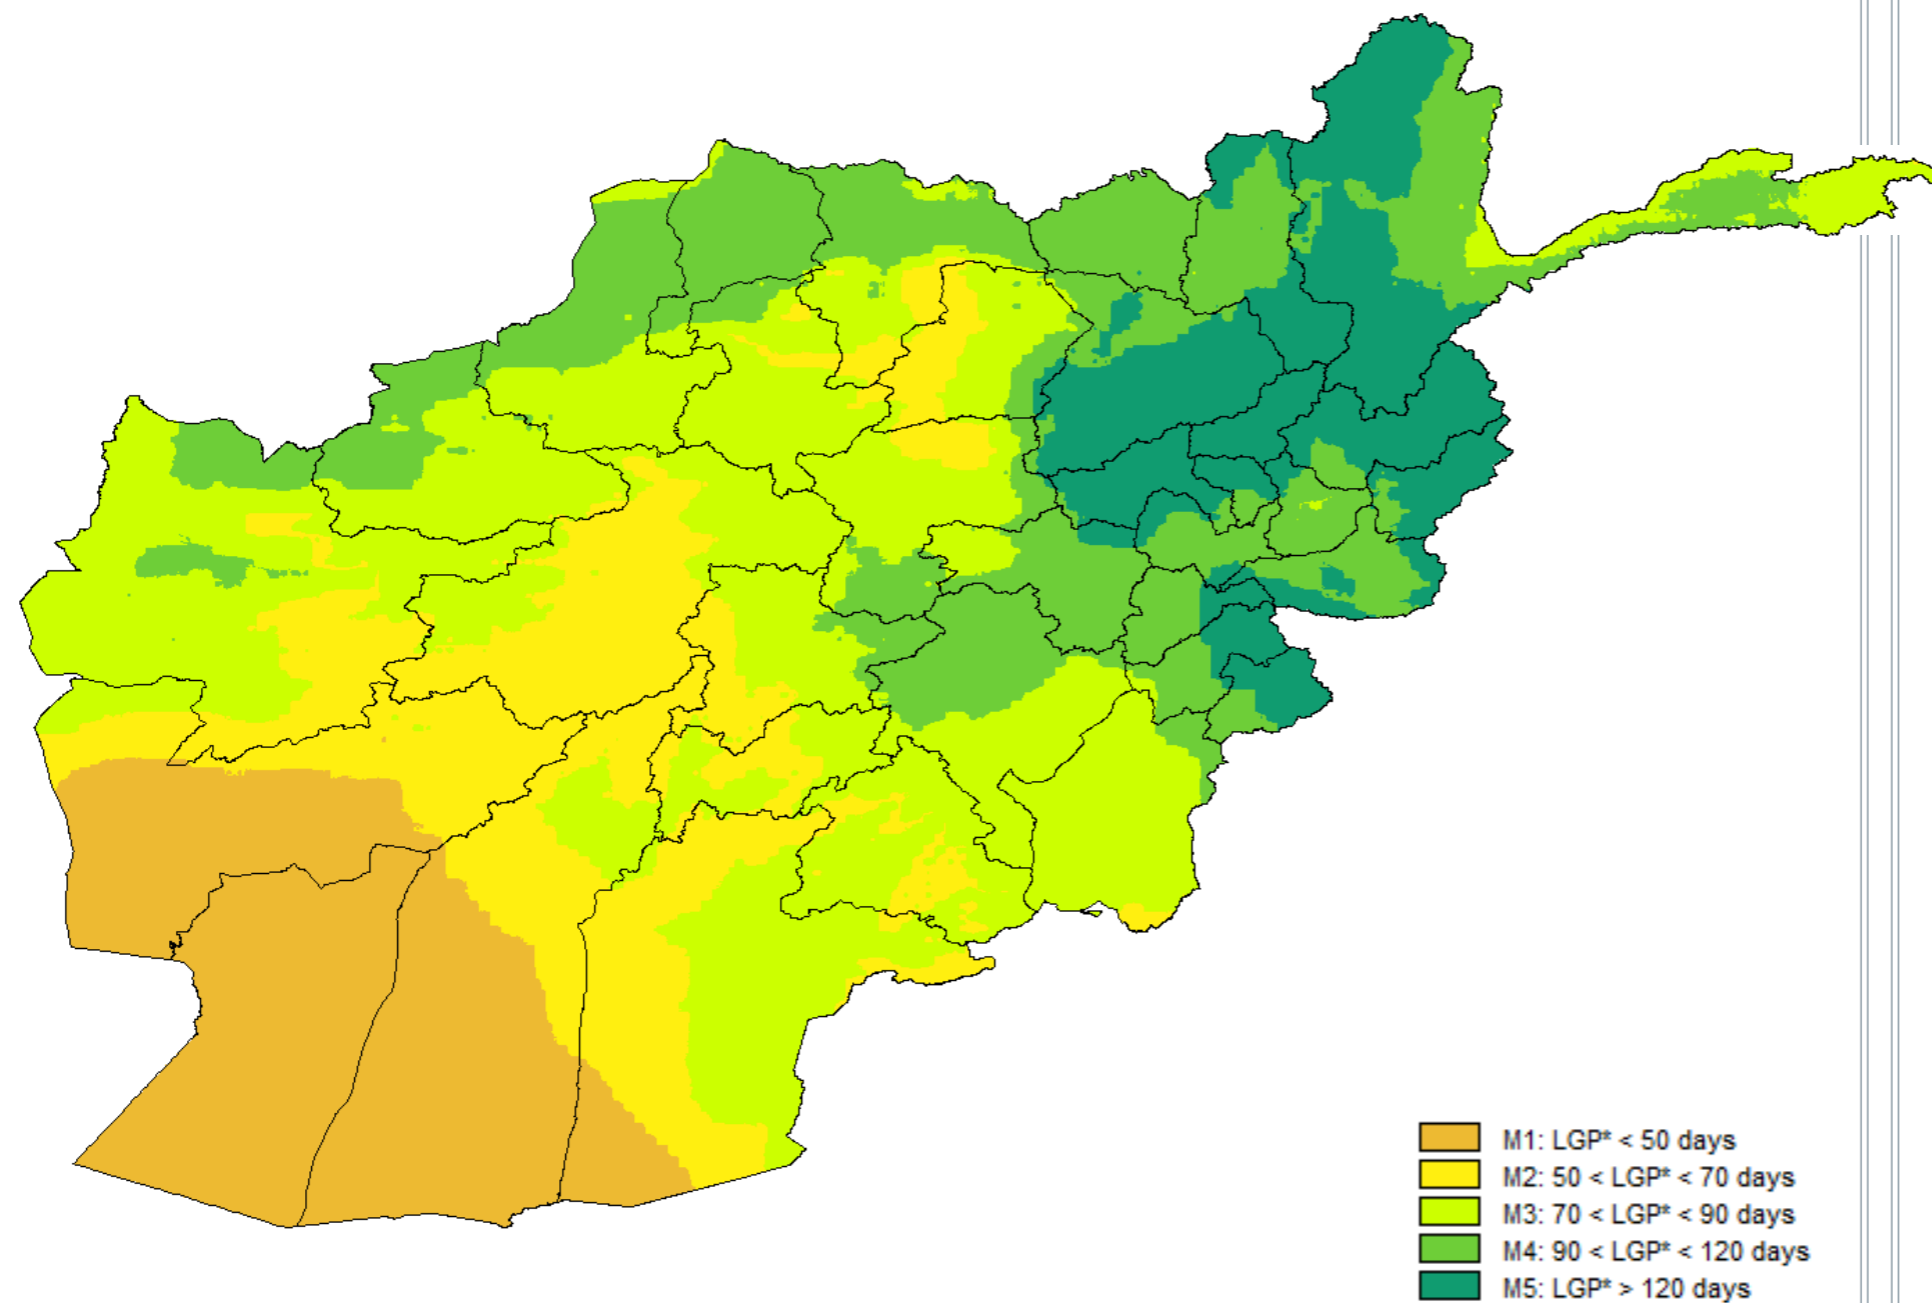 M1: LGP* < 50 days
M2: 50 < LGP* < 70 days
M3: 70 < LGP* < 90 days
M4: 90 < LGP* < 120 days
M5: LGP* > 120 days